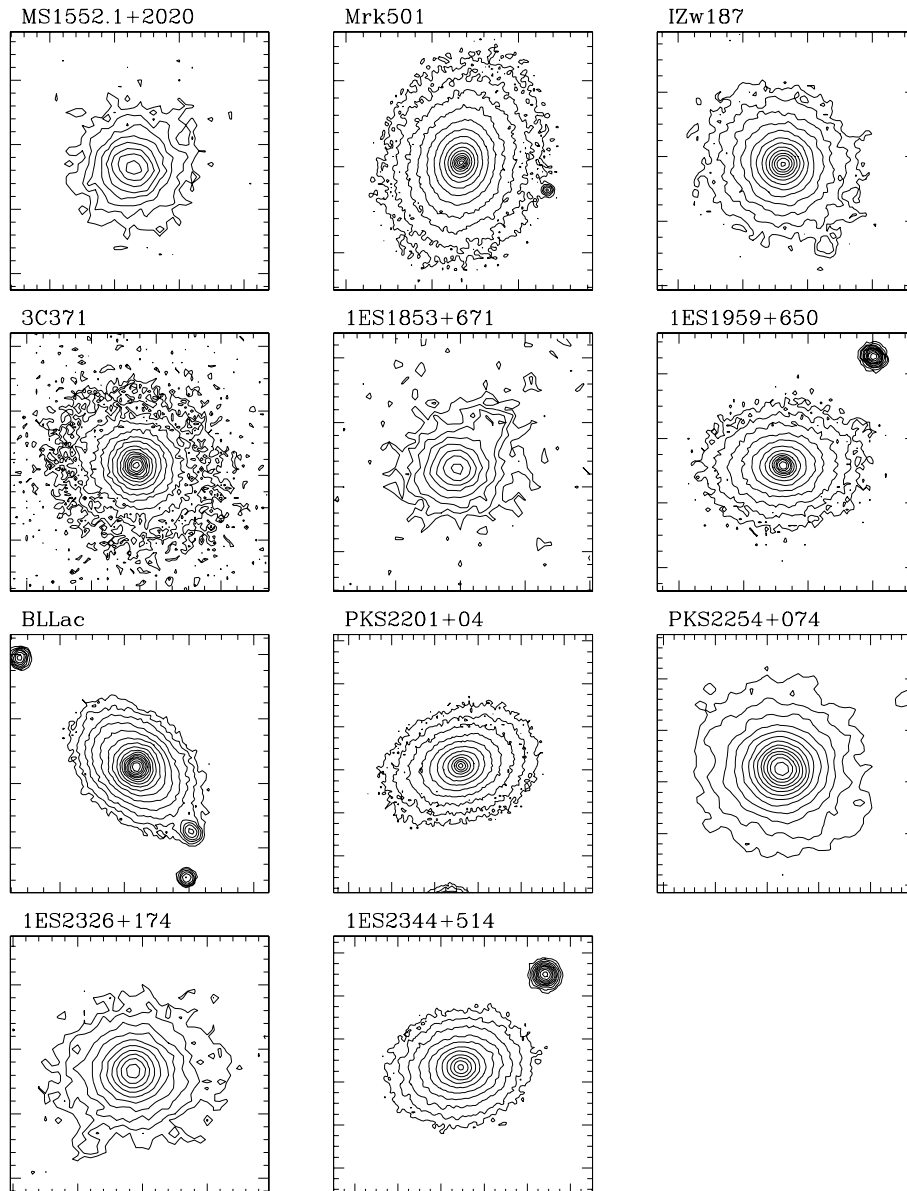 MS1552.1+2020
Mrk501
IZw187
3C371
1ES1853+671
1ES1959+650
BLLac
PKS2201+04
PKS2254+074
1ES2326+174
1ES2344+514